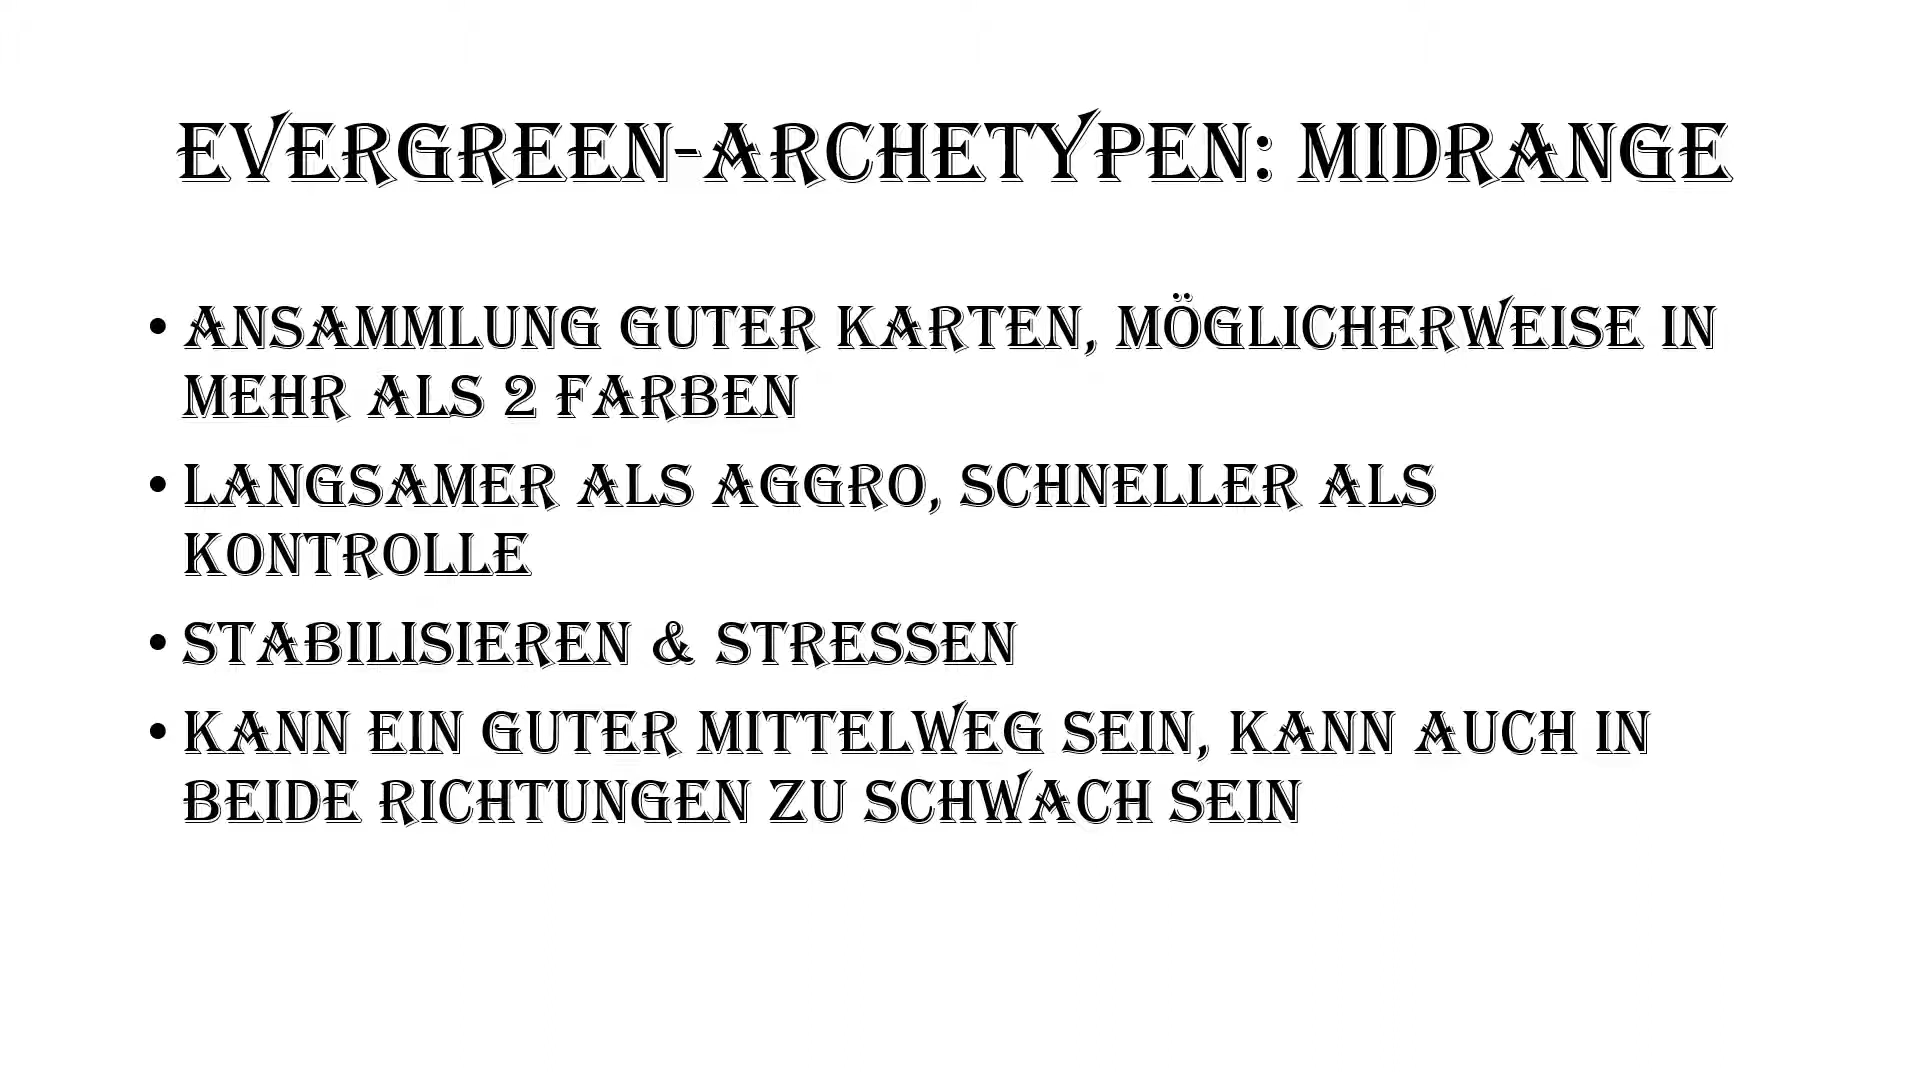 EVERGREEN-ARCHETYPEN: MIDRANGE
• ANSAMMLUNG GUTER KARTEN, MÖGLICHERWEISE IN
MEHR ALS 2 FARBEN
• LANGSAMER ALS AGGRO, SCHNELLER ALS
KONTROLLE
• STABILISIEREN & STRESSEN
• KANN EIN GUTER MITTELWEG SEIN, KANN AUCH IN
BEIDE RICHTUNGEN ZU SCHWACH SEIN